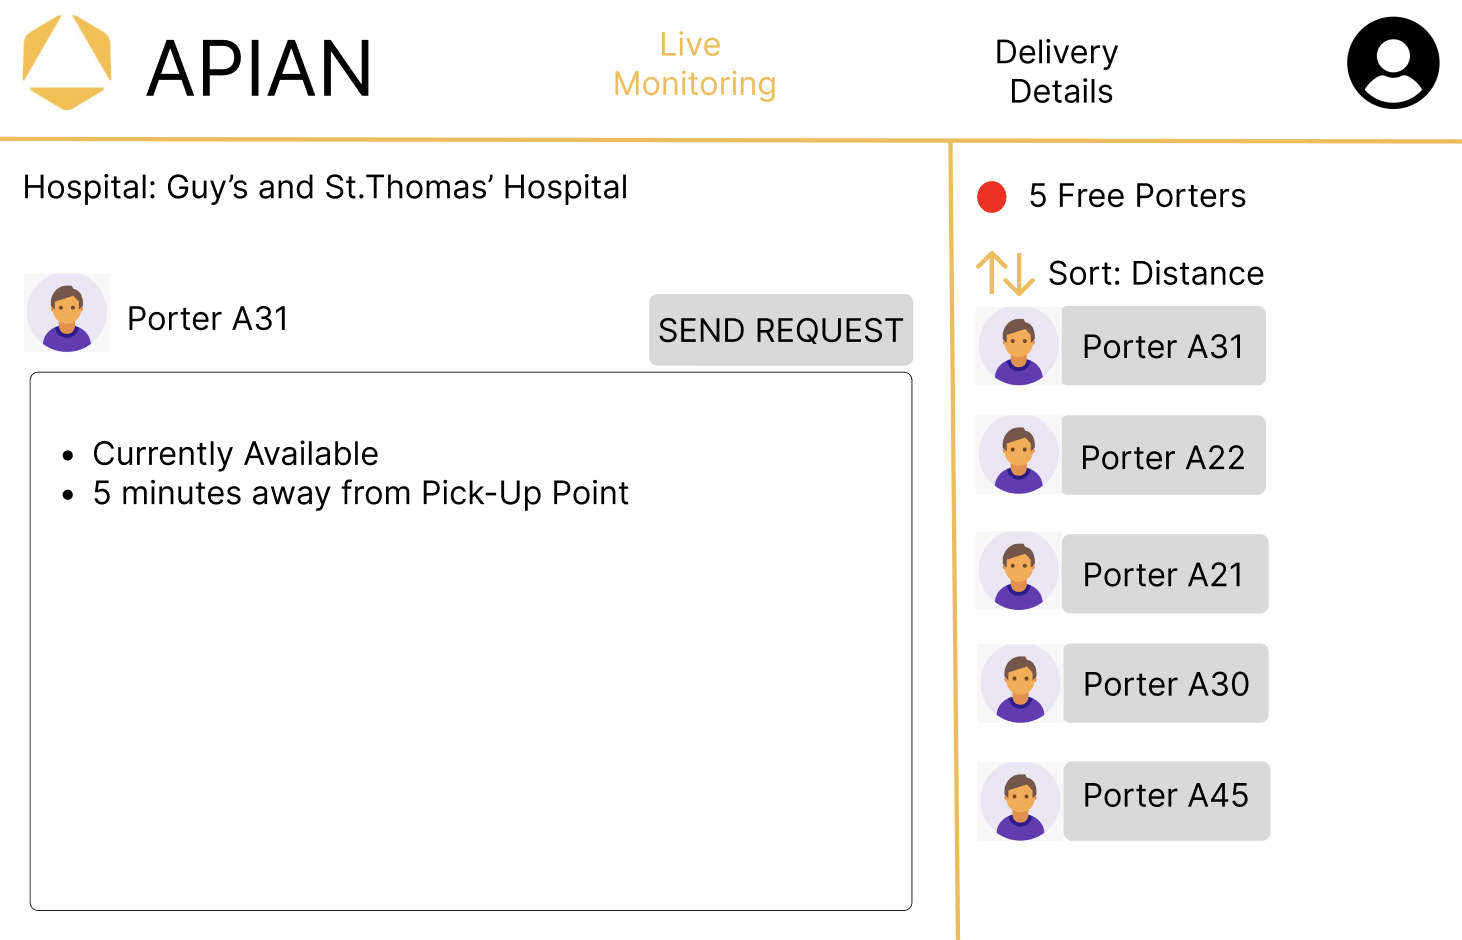 APIAN
Live
Monitoring
Delivery
Details
Hospital: Guy’s and St.Thomas’ Hospital
Porter A31
SEND REQUEST
• Currently Available
• 5 minutes away from Pick-Up Point
5 Free Porters
Sort: Distance
Porter A31
Porter A22
Porter A21
Porter A30
Porter A45